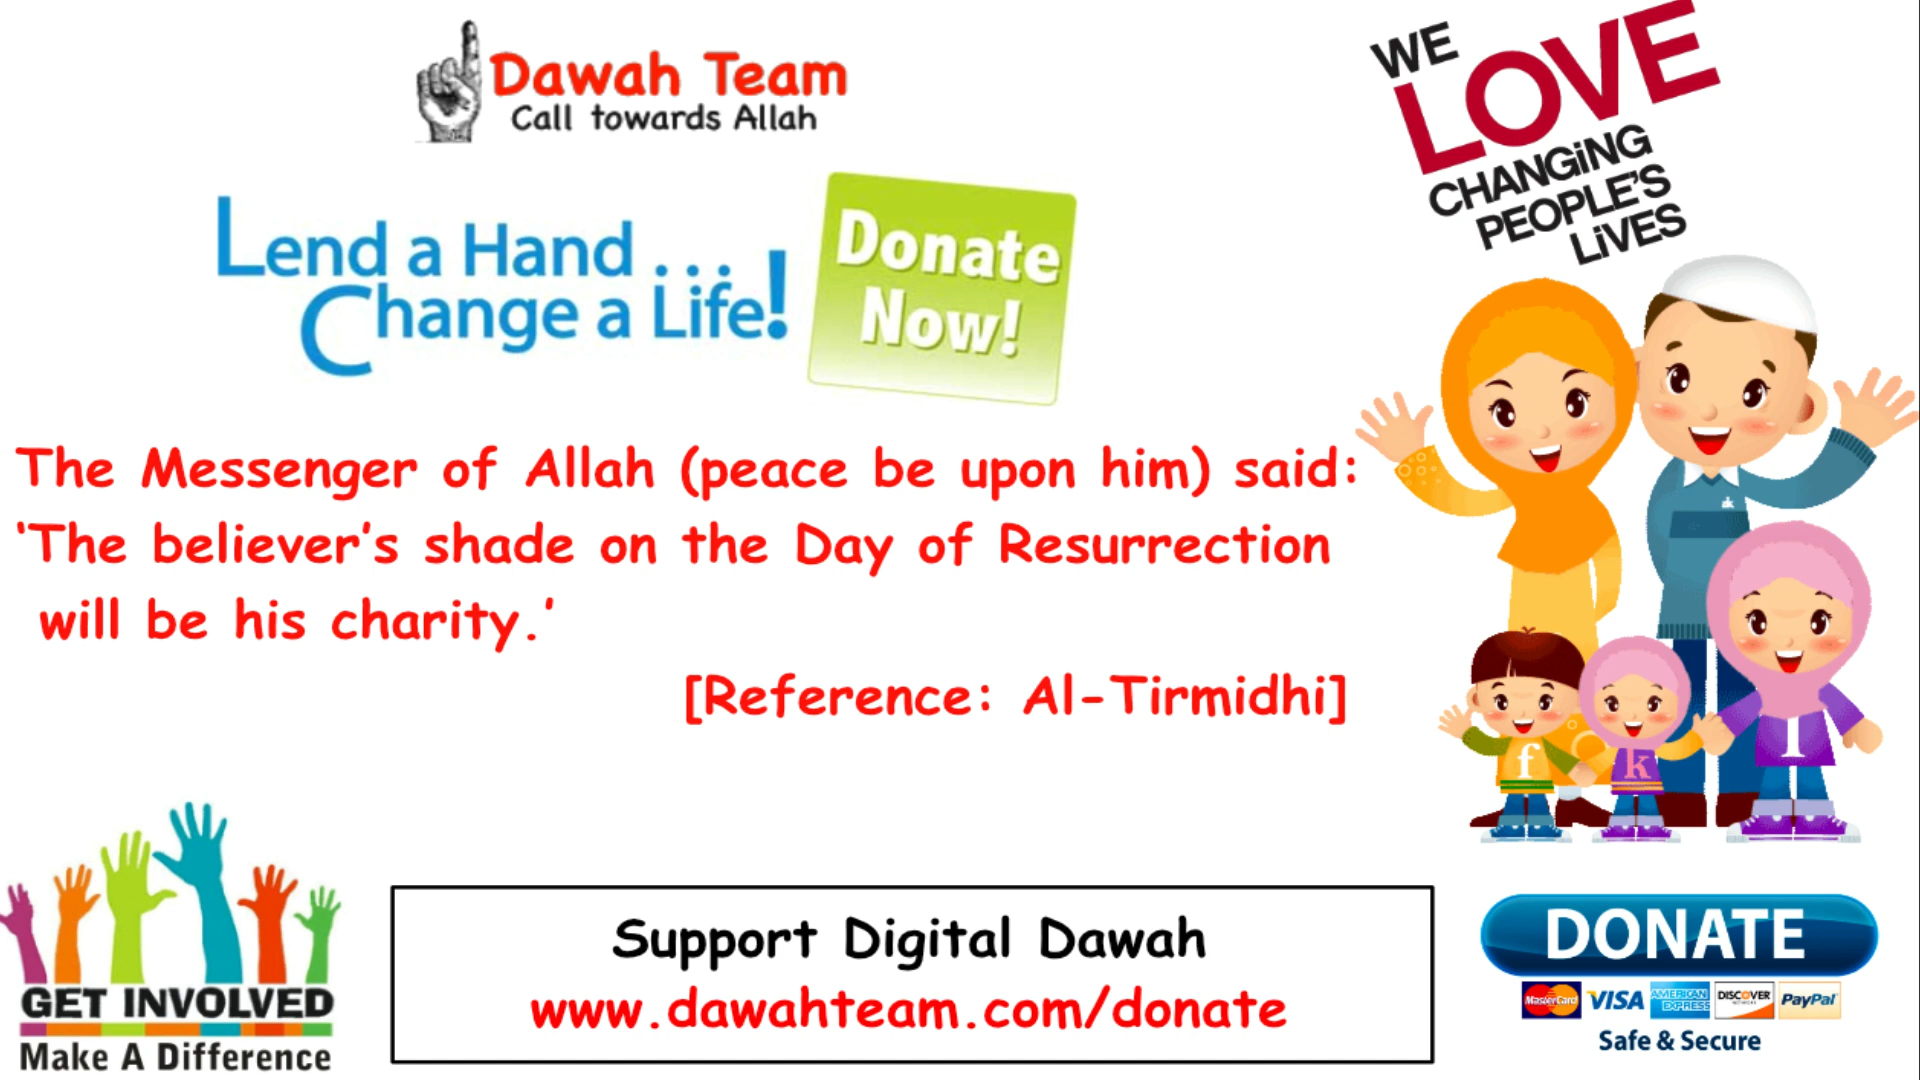 Dawah Team
Call towards Allah
WE
LOVE
CHANGiNG
PEOPLE'S
LiVES
Lend a Hand . . .
Change a Life!
Donate
Now!
The Messenger of Allah (peace be upon him) said:
‘The believer’s shade on the Day of Resurrection
will be his charity.’
[Reference: Al-Tirmidhi]
f
k
l
GET INVOLVED
Make A Difference
Support Digital Dawah
www.dawahteam.com/donate
DONATE
MasterCard VISA AMERICAN EXPRESS DISCOVER PayPal
Safe & Secure